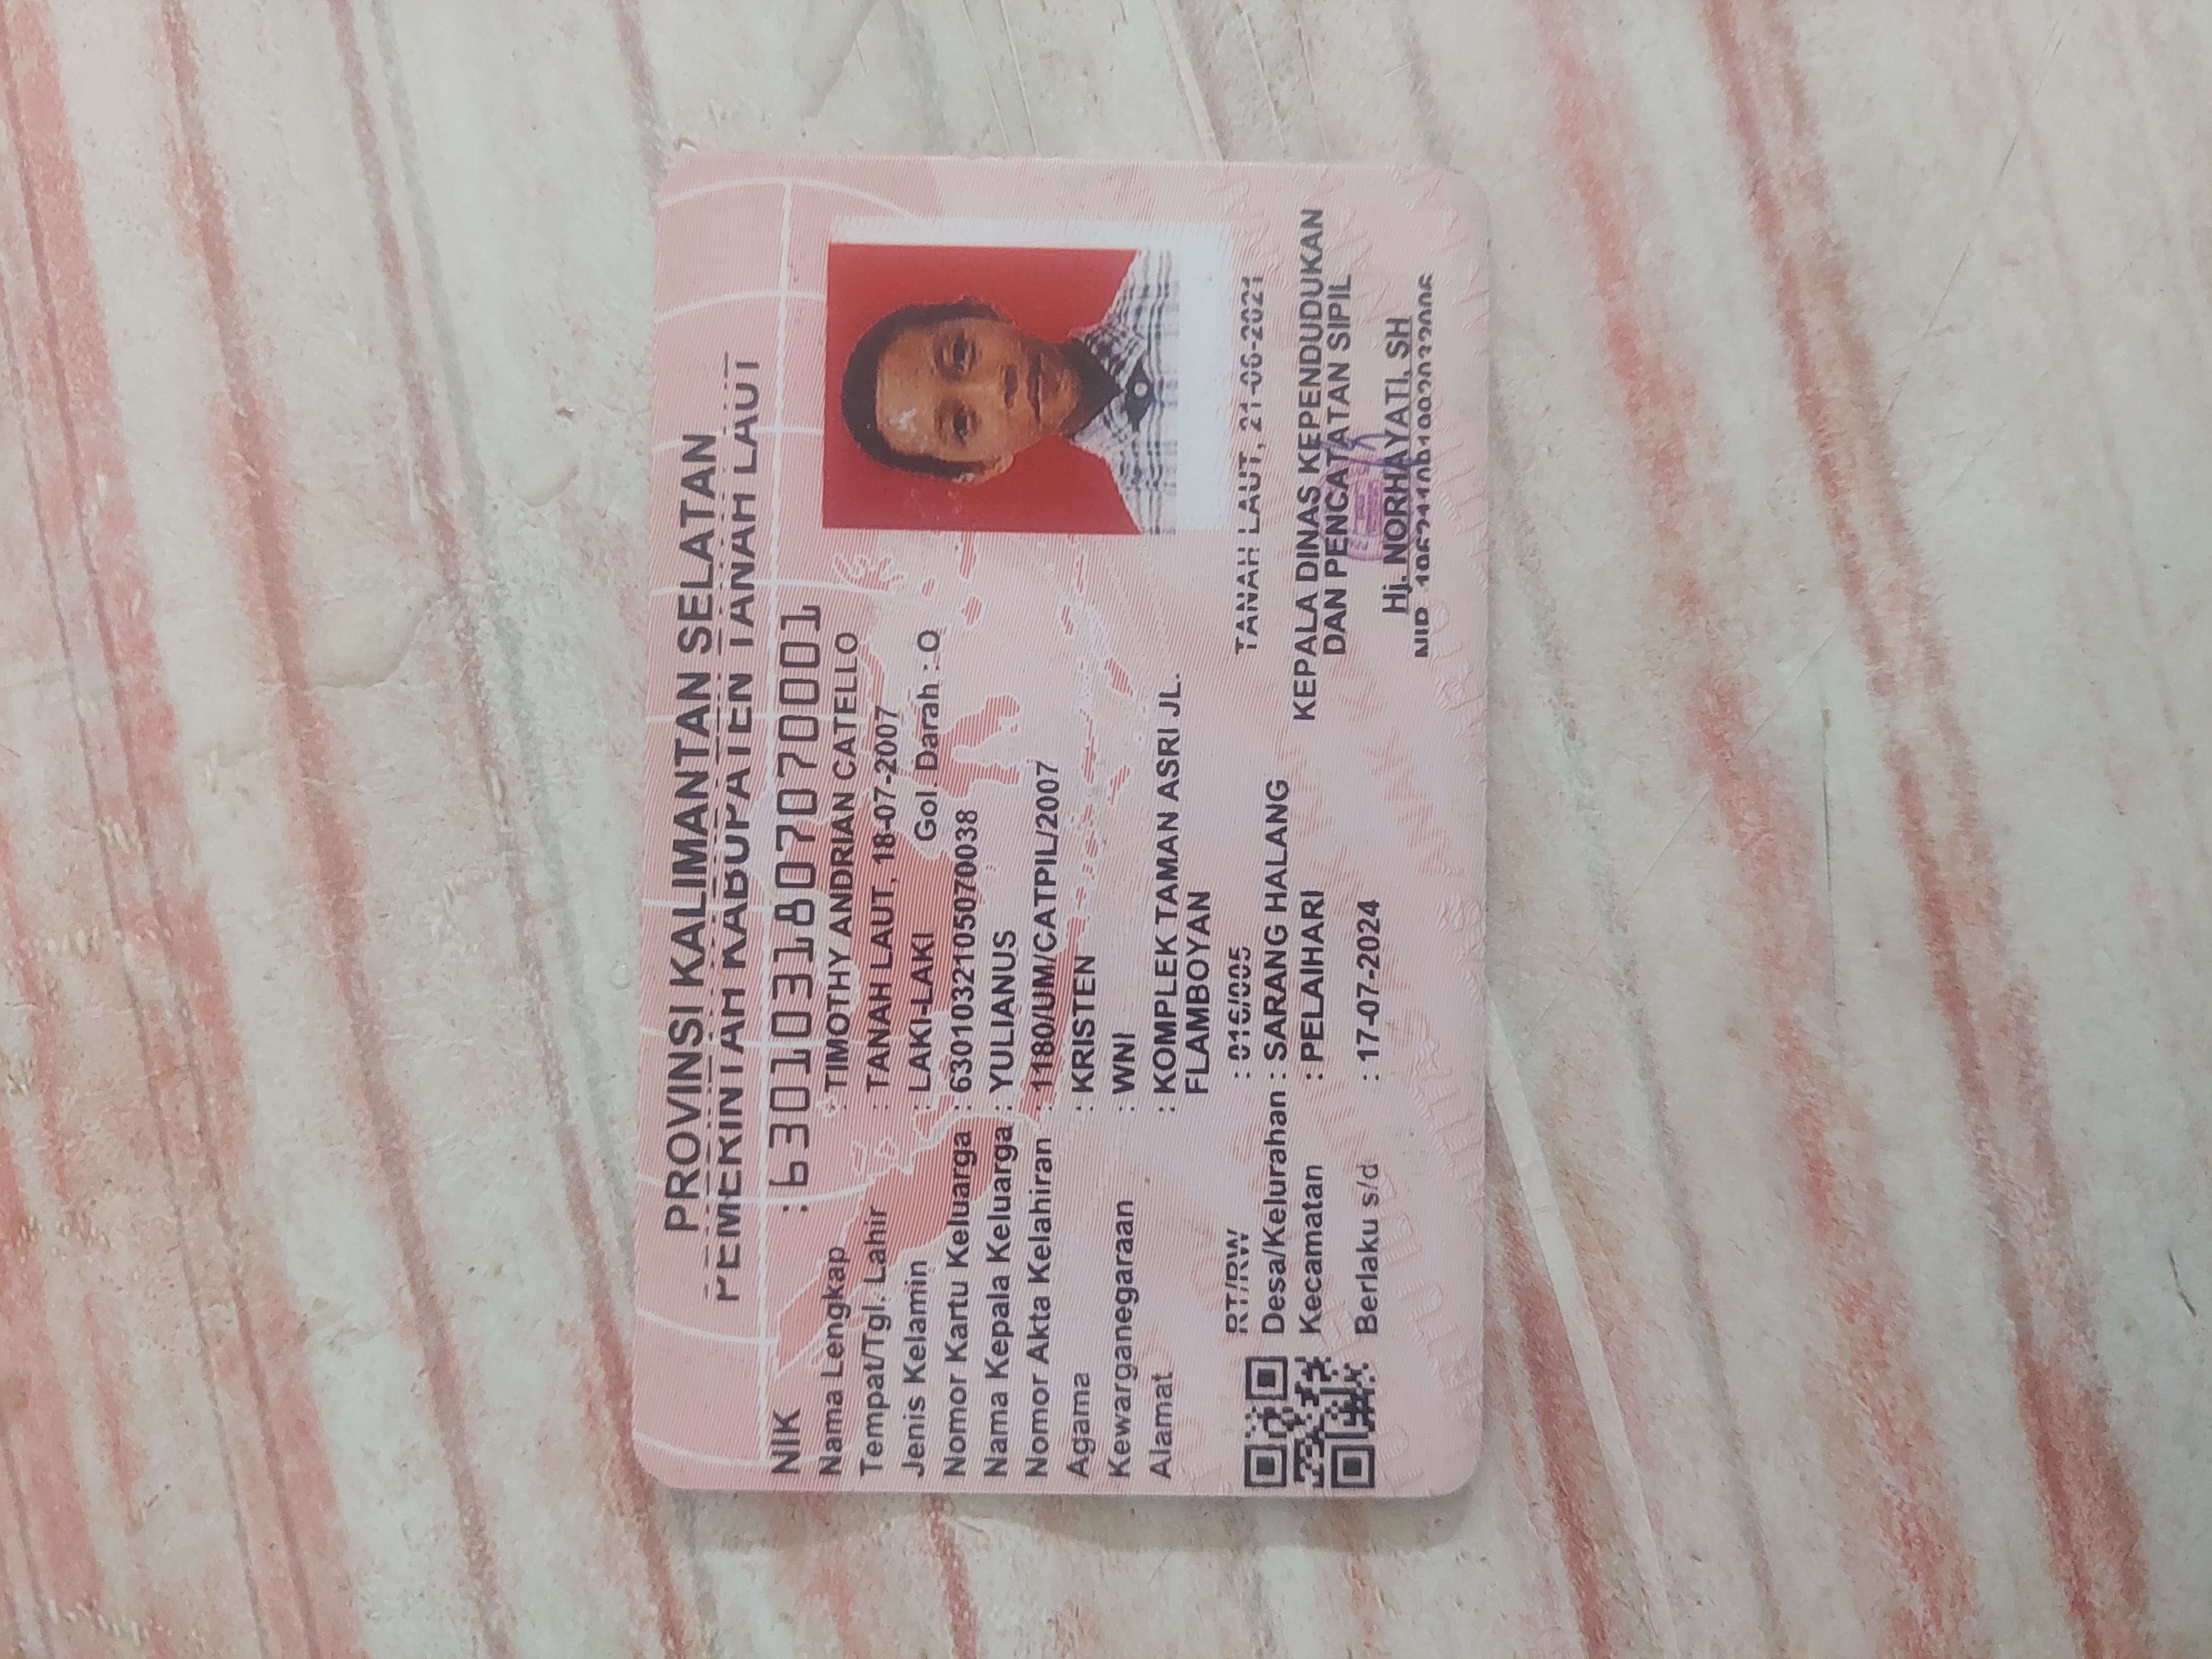 PROVINSI KALIMANTAN SELATAN
PEMERINTAH KABUPATEN TANAH LAUT
NIK : 6301031807070001
Nama Lengkap : TIMOTHY ANDRIAN CATELLO
Tempat/Tgl. Lahir : TANAH LAUT, 18-07-2007
Jenis Kelamin : LAKI-LAKI Gol. Darah : O
Nomor Kartu Keluarga : 6301032105070038
Nama Kepala Keluarga : YULIANUS
Nomor Akta Kelahiran : 1180/UM/CATPIL/2007
Agama : KRISTEN
Kewarganegaraan : WNI
Alamat : KOMPLEK TAMAN ASRI JL.
FLAMBOYAN
RT/RW : 016/005
Desa/Kelurahan : SARANG HALANG
Kecamatan : PELAIHARI
Berlaku s/d : 17-07-2024
TANAH LAUT, 21-06-2021
KEPALA DINAS KEPENDUDUKAN
DAN PENCATATAN SIPIL
Hj. NORHAYATI, SH
NIP.